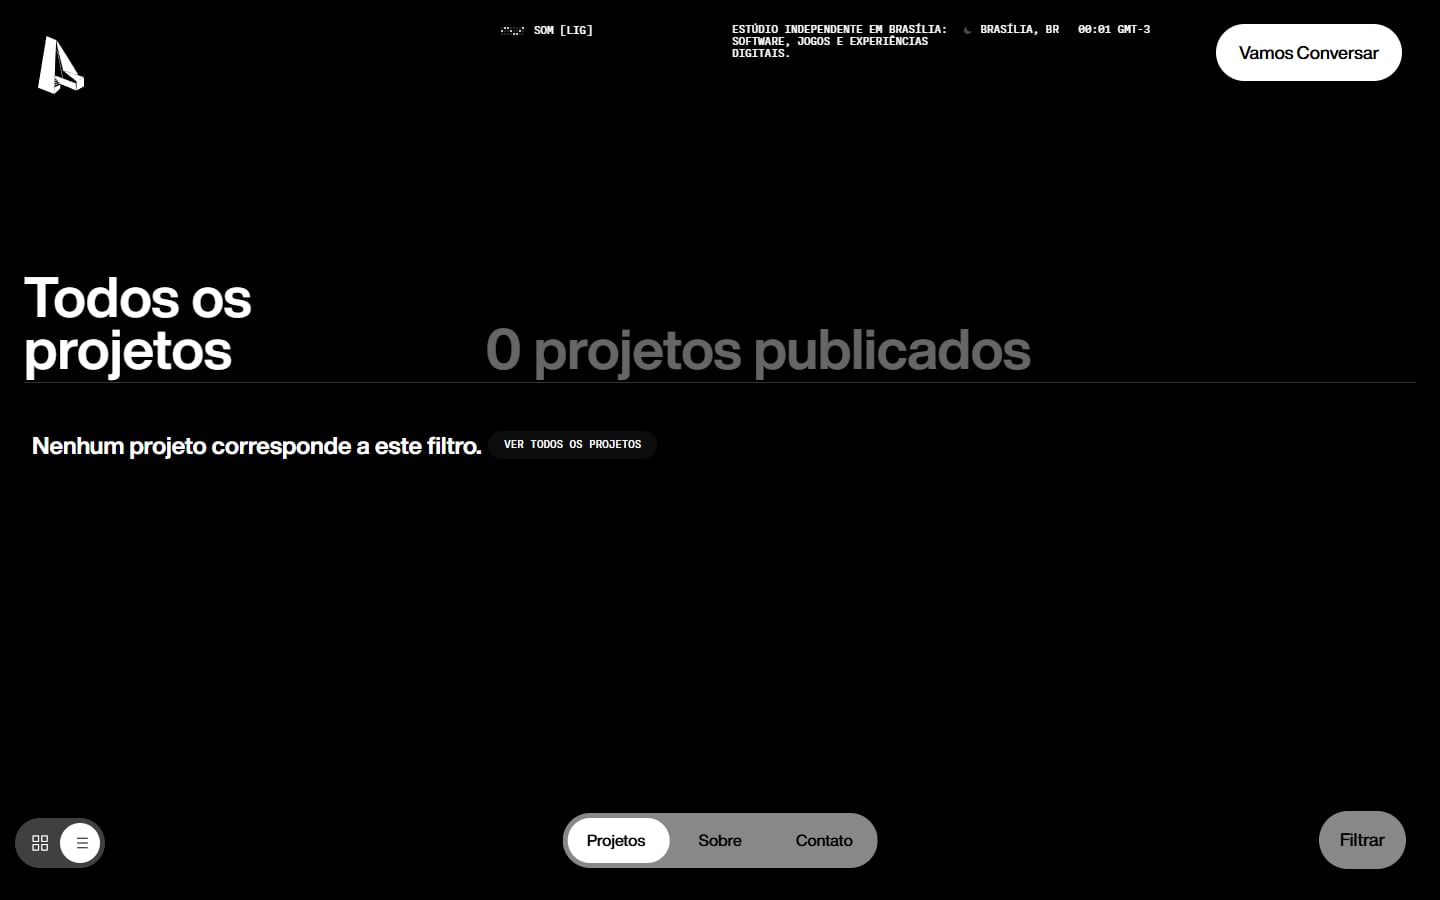 SOM [LIG]
ESTÚDIO INDEPENDENTE EM BRASÍLIA:
SOFTWARE, JOGOS E EXPERIÊNCIAS
DIGITAIS.
BRASÍLIA, BR
00:01 GMT-3
Vamos Conversar
Todos os
projetos
0 projetos publicados
Nenhum projeto corresponde a este filtro.
VER TODOS OS PROJETOS
Projetos
Sobre
Contato
Filtrar